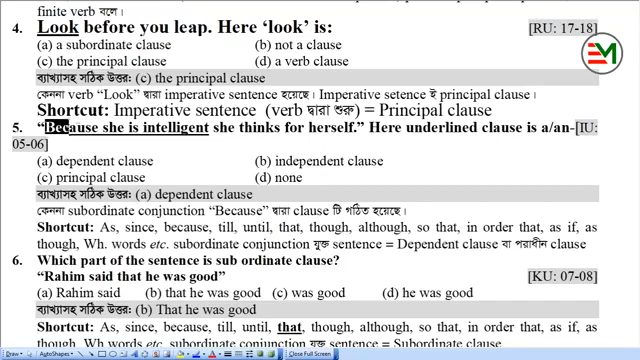 finite verb বলে।
4. Look before you leap. Here ‘look’ is: [RU: 17-18]
(a) a subordinate clause (b) not a clause
(c) the principal clause (d) a verb clause
ব্যাখ্যাসহ সঠিক উত্তর: (c) the principal clause
কেননা verb “Look” দ্বারা imperative sentence হয়েছে। Imperative setence ই principal clause।
Shortcut: Imperative sentence (verb দ্বারা শুরু) = Principal clause
5. “Because she is intelligent she thinks for herself.” Here underlined clause is a/an-[IU:
05-06]
(a) dependent clause (b) independent clause
(c) principal clause (d) none
ব্যাখ্যাসহ সঠিক উত্তর: (a) dependent clause
কেননা subordinate conjunction “Because” দ্বারা clause টি গঠিত হয়েছে।
Shortcut: As, since, because, till, until, that, though, although, so that, in order that, as if, as
though, Wh. words etc. subordinate conjunction যুক্ত sentence = Dependent clause বা পরাধীন clause
6. Which part of the sentence is sub ordinate clause?
“Rahim said that he was good” [KU: 07-08]
(a) Rahim said (b) that he was good (c) was good (d) he was good
ব্যাখ্যাসহ সঠিক উত্তর: (b) That he was good
Shortcut: As, since, because, till, until, that, though, although, so that, in order that, as if, as
though, Wh words etc. subordinate conjunction যুক্ত sentence = Subordinate clause
Draw AutoShapes Close Full Screen